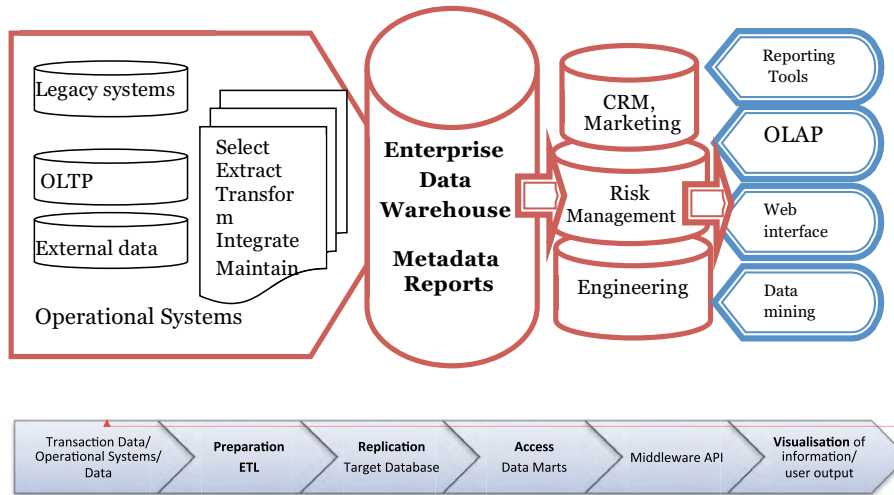 Legacy systems
OLTP
External data
Operational Systems
Select
Extract
Transfor
m
Integrate
Maintain
Enterprise
Data
Warehouse
Metadata
Reports
CRM,
Marketing
Risk
Management
Engineering
Reporting
Tools
OLAP
Web
interface
Data
mining
Transaction Data/
Operational Systems/
Data
Preparation
ETL
Replication
Target Database
Access
Data Marts
Middleware API
Visualisation of
information/
user output